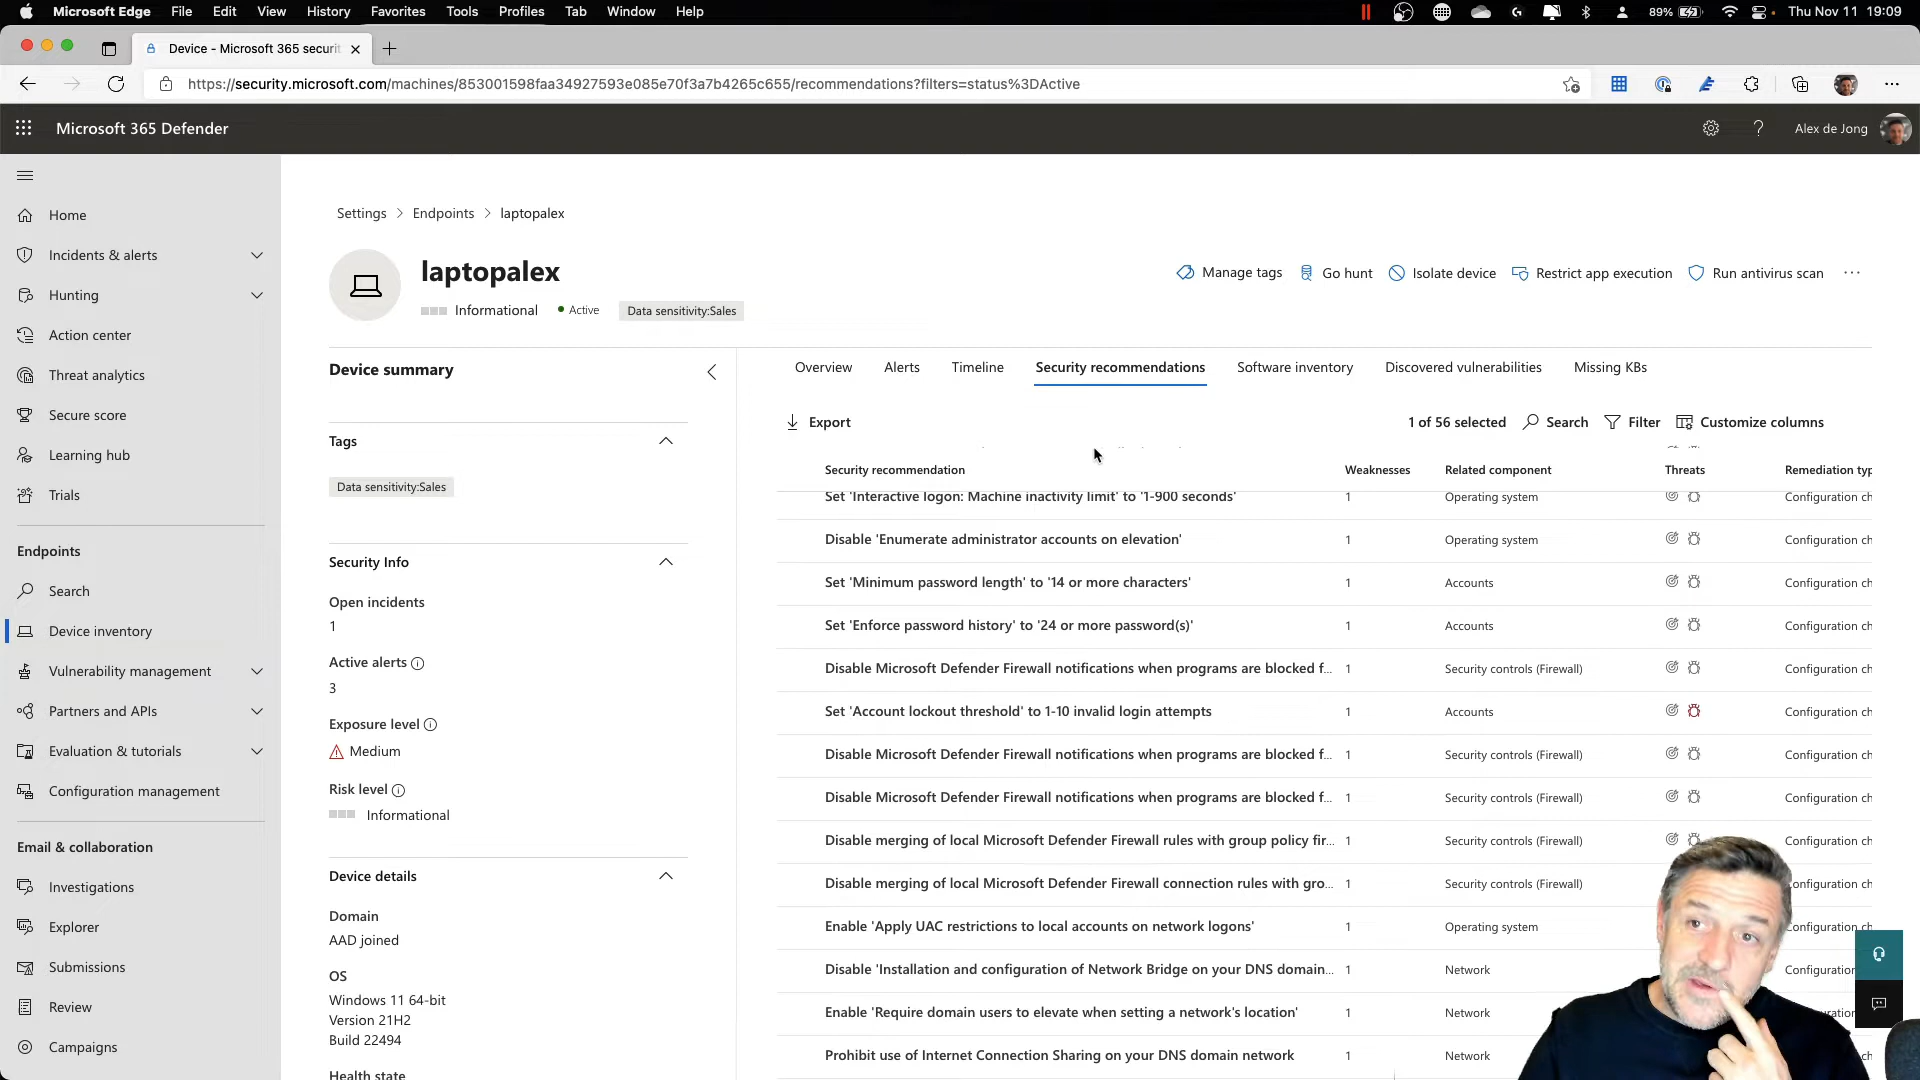 Microsoft Edge File Edit View History Favorites Tools Profiles Tab Window Help 89% Thu Nov 11 19:09
Device - Microsoft 365 securit
https://security.microsoft.com/machines/853001598faa34927593e085e70f3a7b4265c655/recommendations?filters=status%3DActive
Microsoft 365 Defender
Alex de Jong
Home
Incidents & alerts
Hunting
Action center
Threat analytics
Secure score
Learning hub
Trials
Endpoints
Search
Device inventory
Vulnerability management
Partners and APIs
Evaluation & tutorials
Configuration management
Email & collaboration
Investigations
Explorer
Submissions
Review
Campaigns
Settings > Endpoints > laptopalex
laptopalex
Informational Active Data sensitivity:Sales
Manage tags Go hunt Isolate device Restrict app execution Run antivirus scan ...
Device summary
Tags
Data sensitivity:Sales
Security Info
Open incidents
1
Active alerts
3
Exposure level
Medium
Risk level
Informational
Device details
Domain
AAD joined
OS
Windows 11 64-bit
Version 21H2
Build 22494
Health state
Overview Alerts Timeline Security recommendations Software inventory Discovered vulnerabilities Missing KBs
Export 1 of 56 selected Search Filter Customize columns
Security recommendation Weaknesses Related component Threats Remediation typ
Set 'Interactive logon: Machine inactivity limit' to '1-900 seconds' 1 Operating system Configuration ch
Disable 'Enumerate administrator accounts on elevation' 1 Operating system Configuration ch
Set 'Minimum password length' to '14 or more characters' 1 Accounts Configuration ch
Set 'Enforce password history' to '24 or more password(s)' 1 Accounts Configuration ch
Disable Microsoft Defender Firewall notifications when programs are blocked f... 1 Security controls (Firewall) Configuration ch
Set 'Account lockout threshold' to 1-10 invalid login attempts 1 Accounts Configuration ch
Disable Microsoft Defender Firewall notifications when programs are blocked f... 1 Security controls (Firewall) Configuration ch
Disable Microsoft Defender Firewall notifications when programs are blocked f... 1 Security controls (Firewall) Configuration ch
Disable merging of local Microsoft Defender Firewall rules with group policy fir... 1 Security controls (Firewall) Configuration ch
Disable merging of local Microsoft Defender Firewall connection rules with gro... 1 Security controls (Firewall) onfiguration ch
Enable 'Apply UAC restrictions to local accounts on network logons' 1 Operating system onfiguration ch
Disable 'Installation and configuration of Network Bridge on your DNS domain... 1 Network Configuratio
Enable 'Require domain users to elevate when setting a network's location' 1 Network
Prohibit use of Internet Connection Sharing on your DNS domain network 1 Network